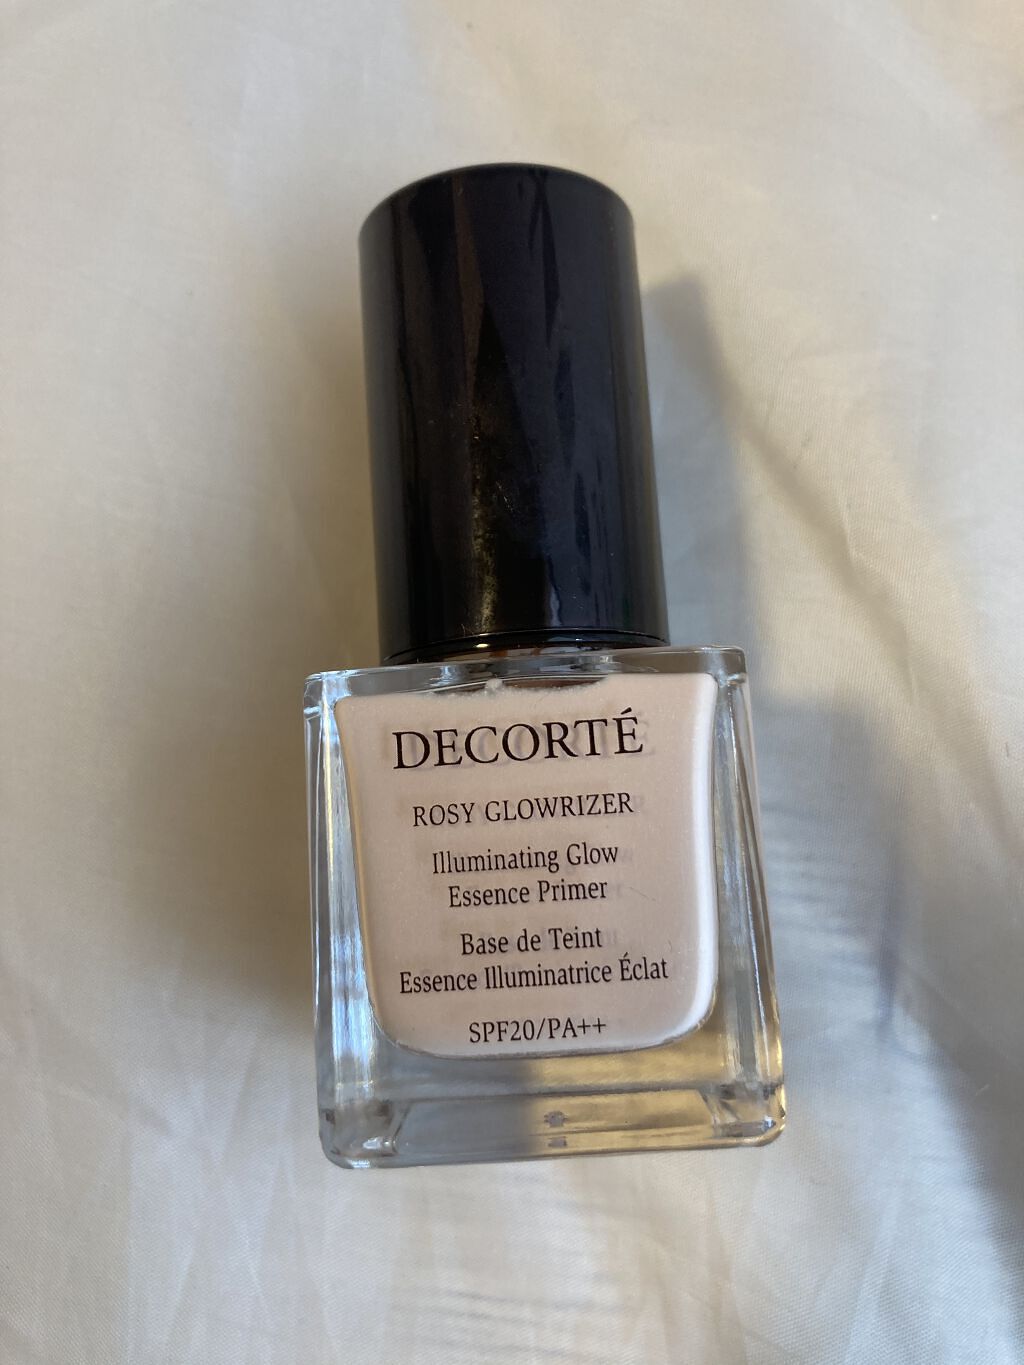 DECORTÉ
ROSY GLOWRIZER
Illuminating Glow
Essence Primer
Base de Teint
Essence Illuminatrice Éclat
SPF20/PA++